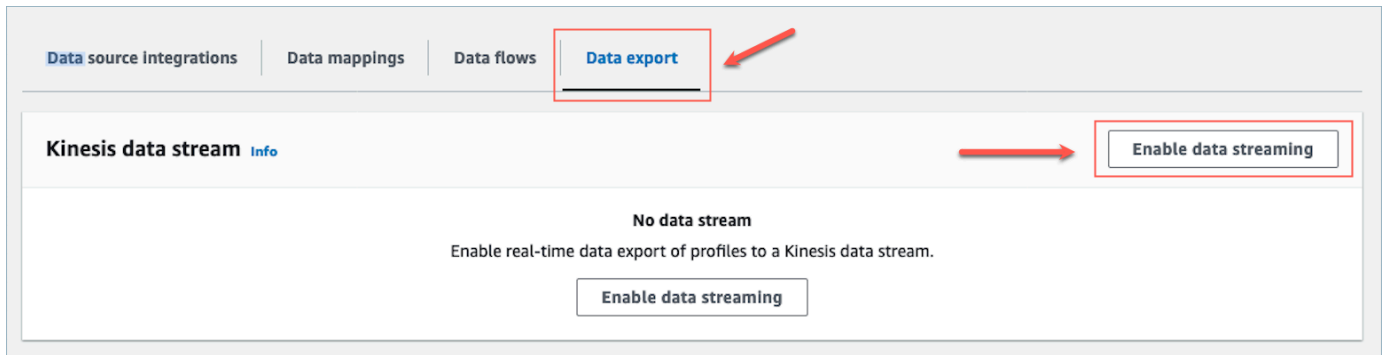 Data source integrations Data mappings Data flows Data export
Kinesis data stream Info Enable data streaming
No data stream
Enable real-time data export of profiles to a Kinesis data stream.
Enable data streaming